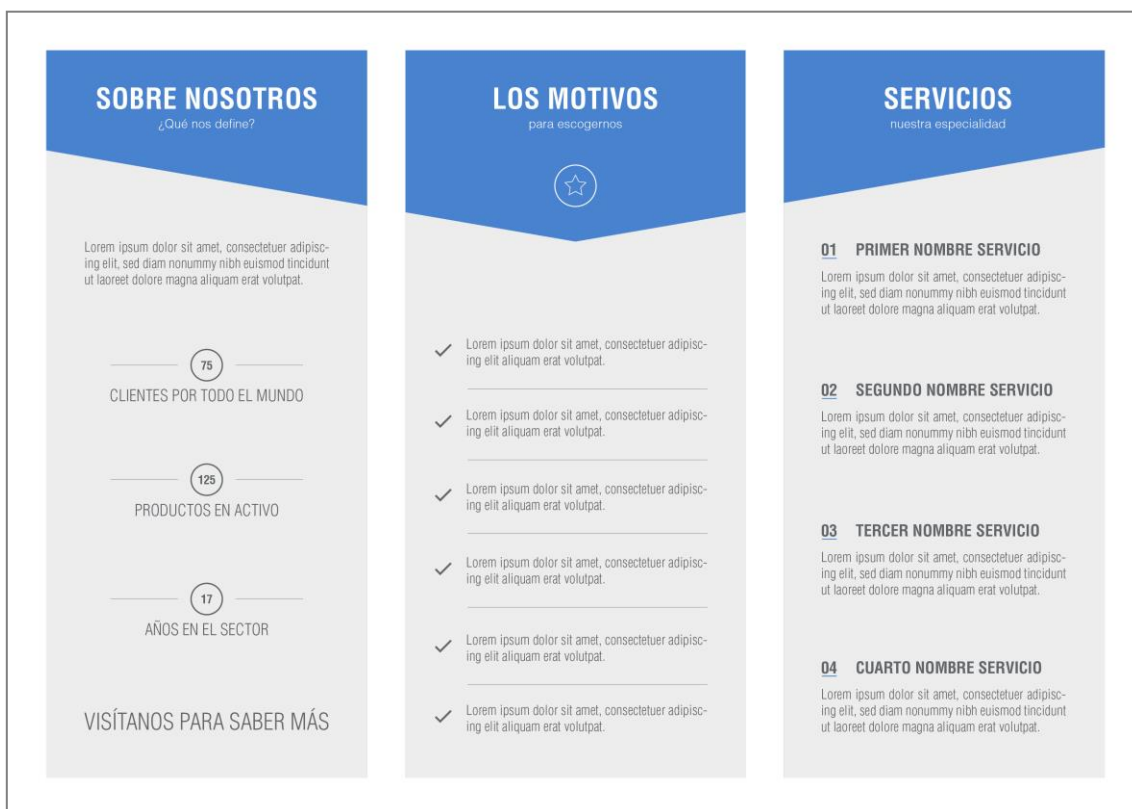 SOBRE NOSOTROS
¿Qué nos define?
Lorem ipsum dolor sit amet, consectetuer adipisc-
ing elit, sed diam nonummy nibh euismod tincidunt
ut laoreet dolore magna aliquam erat volutpat.
75
CLIENTES POR TODO EL MUNDO
125
PRODUCTOS EN ACTIVO
17
AÑOS EN EL SECTOR
VISÍTANOS PARA SABER MÁS
LOS MOTIVOS
para escogernos
Lorem ipsum dolor sit amet, consectetuer adipisc-
ing elit aliquam erat volutpat.
Lorem ipsum dolor sit amet, consectetuer adipisc-
ing elit aliquam erat volutpat.
Lorem ipsum dolor sit amet, consectetuer adipisc-
ing elit aliquam erat volutpat.
Lorem ipsum dolor sit amet, consectetuer adipisc-
ing elit aliquam erat volutpat.
Lorem ipsum dolor sit amet, consectetuer adipisc-
ing elit aliquam erat volutpat.
Lorem ipsum dolor sit amet, consectetuer adipisc-
ing elit aliquam erat volutpat.
SERVICIOS
nuestra especialidad
01 PRIMER NOMBRE SERVICIO
Lorem ipsum dolor sit amet, consectetuer adipisc-
ing elit, sed diam nonummy nibh euismod tincidunt
ut laoreet dolore magna aliquam erat volutpat.
02 SEGUNDO NOMBRE SERVICIO
Lorem ipsum dolor sit amet, consectetuer adipisc-
ing elit, sed diam nonummy nibh euismod tincidunt
ut laoreet dolore magna aliquam erat volutpat.
03 TERCER NOMBRE SERVICIO
Lorem ipsum dolor sit amet, consectetuer adipisc-
ing elit, sed diam nonummy nibh euismod tincidunt
ut laoreet dolore magna aliquam erat volutpat.
04 CUARTO NOMBRE SERVICIO
Lorem ipsum dolor sit amet, consectetuer adipisc-
ing elit, sed diam nonummy nibh euismod tincidunt
ut laoreet dolore magna aliquam erat volutpat.